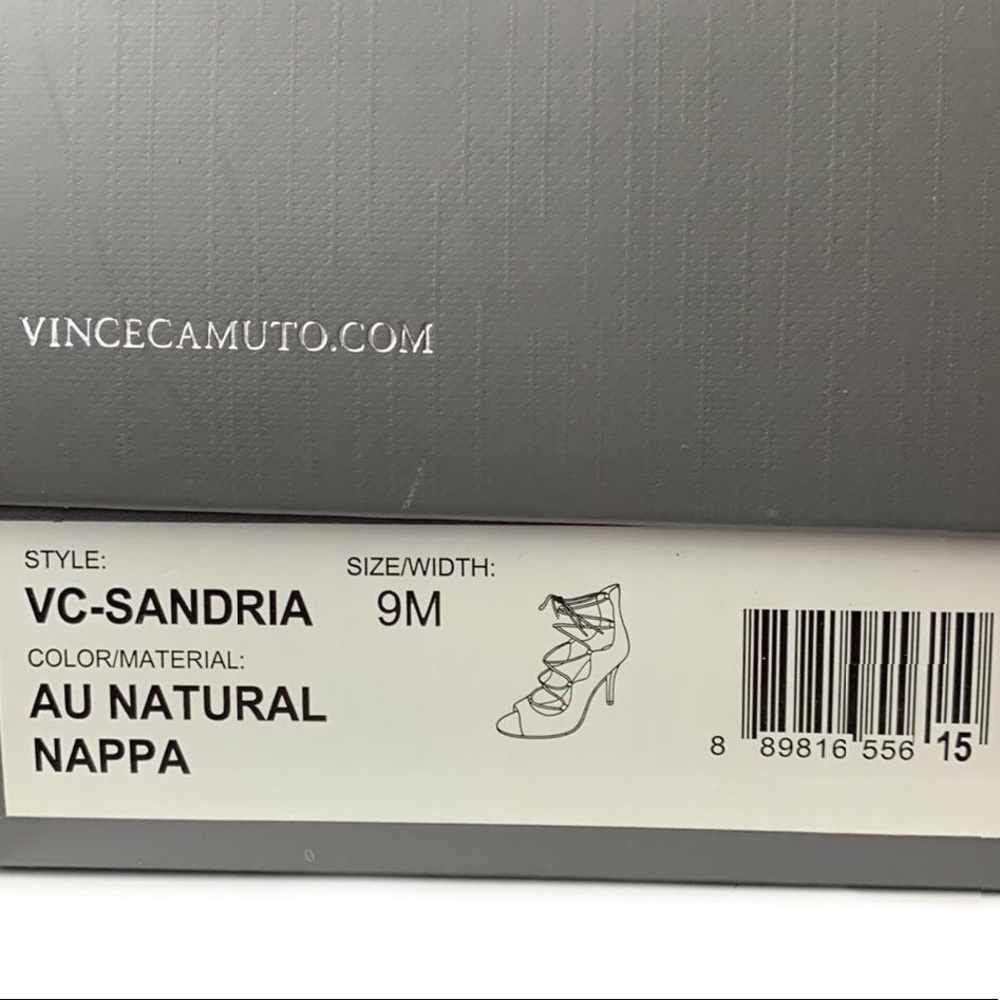 VINCECAMUTO.COM
STYLE:
VC-SANDRIA
SIZE/WIDTH:
9M
COLOR/MATERIAL:
AU NATURAL
NAPPA
8 89816 556 15